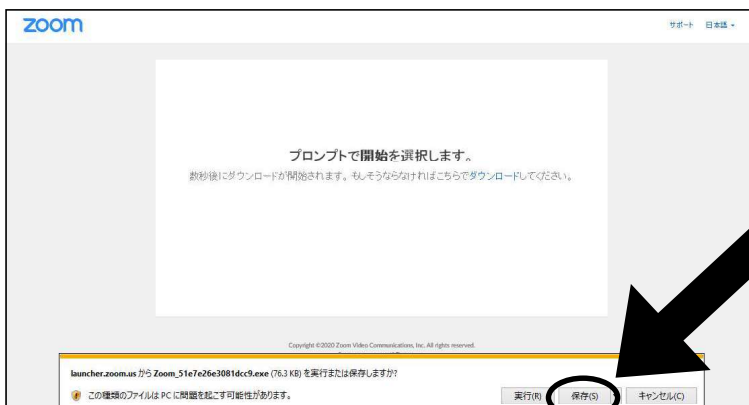 zoom
サポート 日本語
プロンプトで開始を選択します。
数秒後にダウンロードが開始されます。もしそうならなければこちらでダウンロードしてください。
Copyright ©2020 Zoom Video Communications, Inc. All rights reserved.
launcher.zoom.us から Zoom_51e7e26e3081dcc9.exe (76.3 KB) を実行または保存しますか?
この種類のファイルは PC に問題を起こす可能性があります。
実行(R) 保存(S) キャンセル(C)